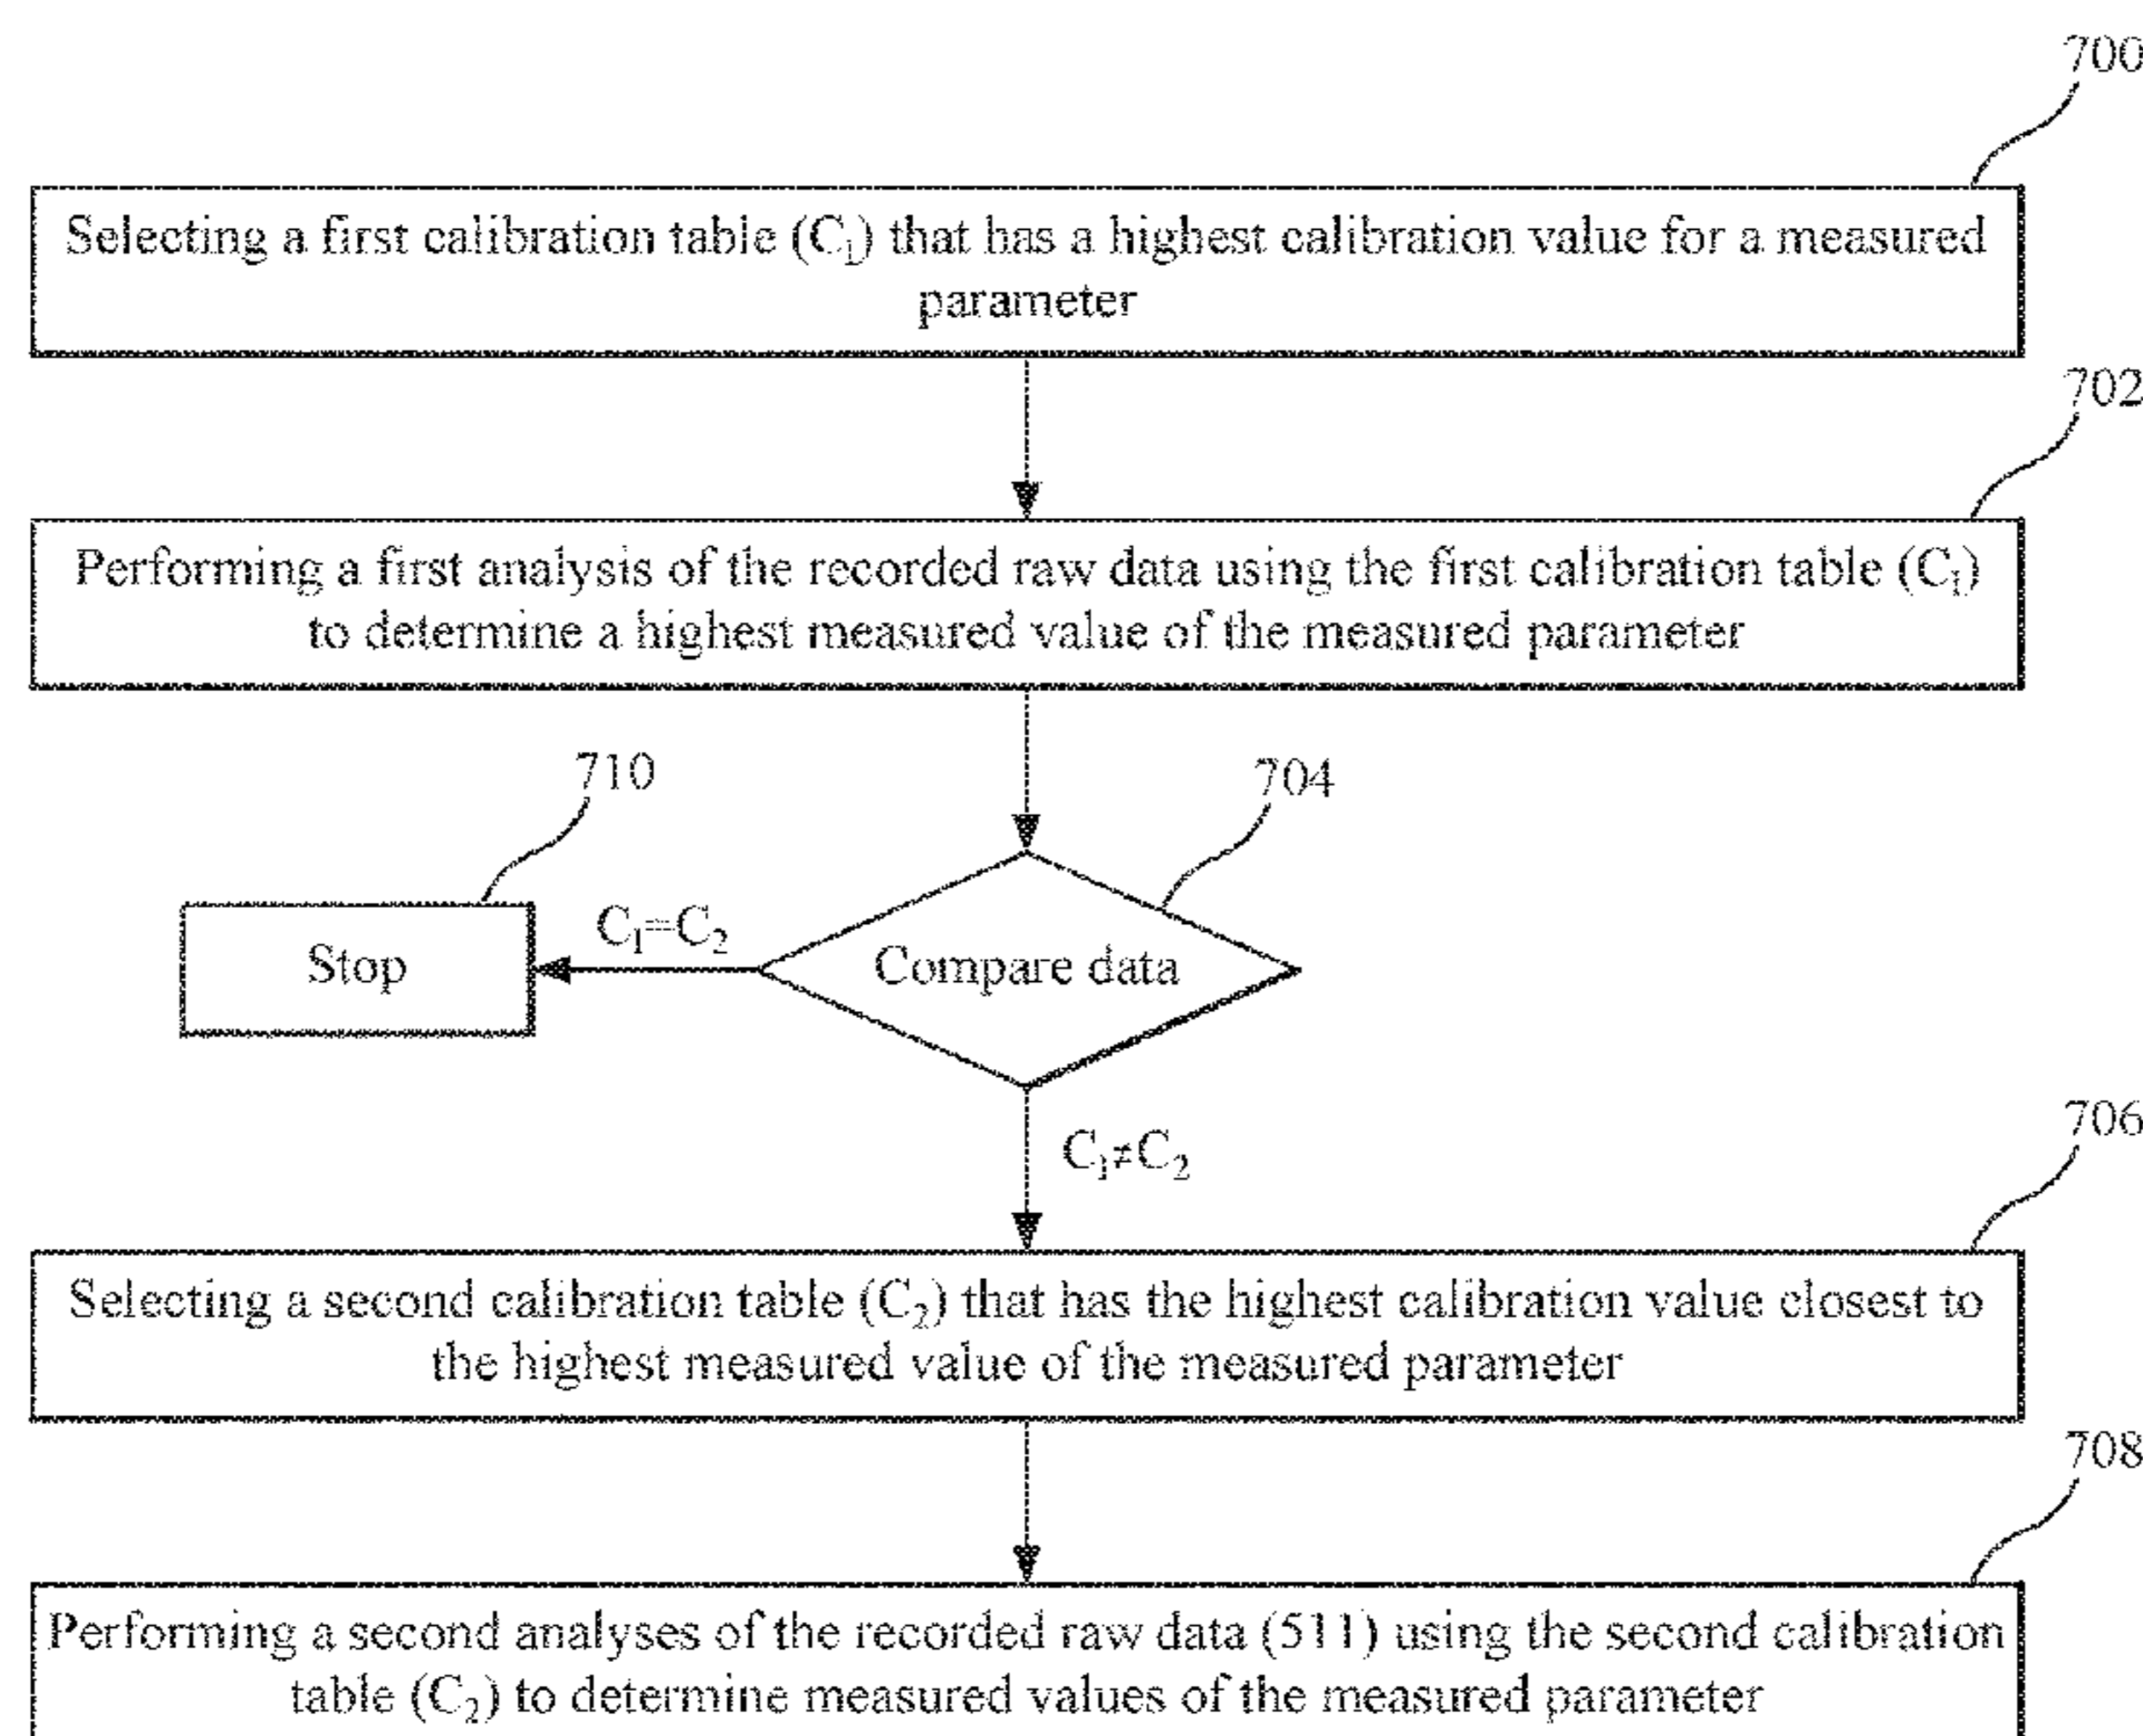 700
Selecting a first calibration table (C₁) that has a highest calibration value for a measured
parameter
702
Performing a first analysis of the recorded raw data using the first calibration table (C₁)
to determine a highest measured value of the measured parameter
710
704
Stop
C₁=C₂
Compare data
C₁≠C₂
706
Selecting a second calibration table (C₂) that has the highest calibration value closest to
the highest measured value of the measured parameter
708
Performing a second analyses of the recorded raw data (511) using the second calibration
table (C₂) to determine measured values of the measured parameter